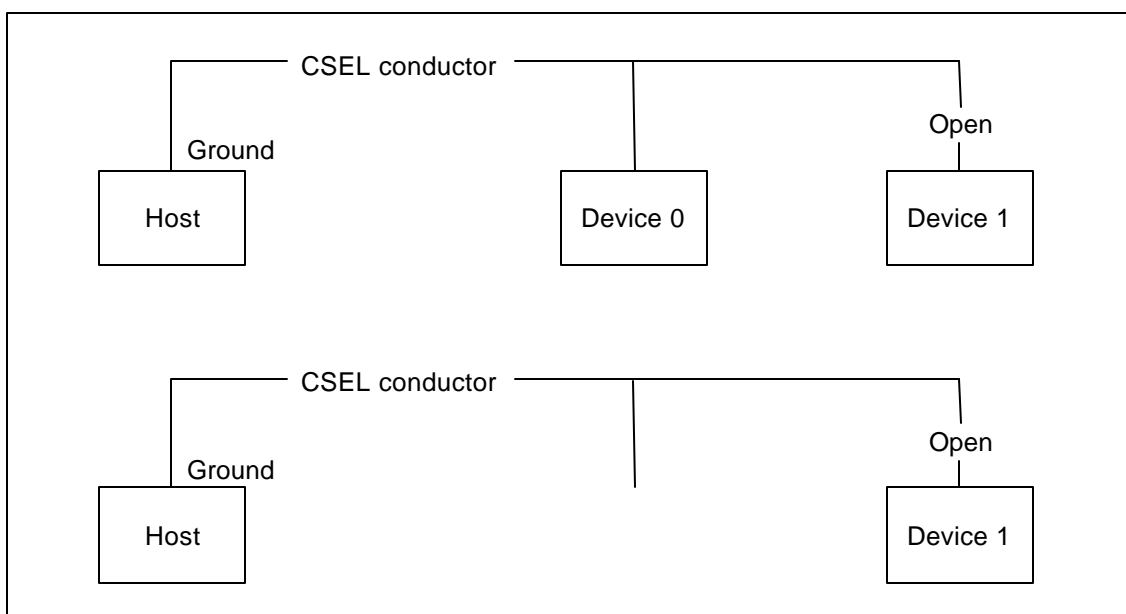 CSEL conductor
Open
Ground
Host
Device 0
Device 1
CSEL conductor
Open
Ground
Host
Device 1